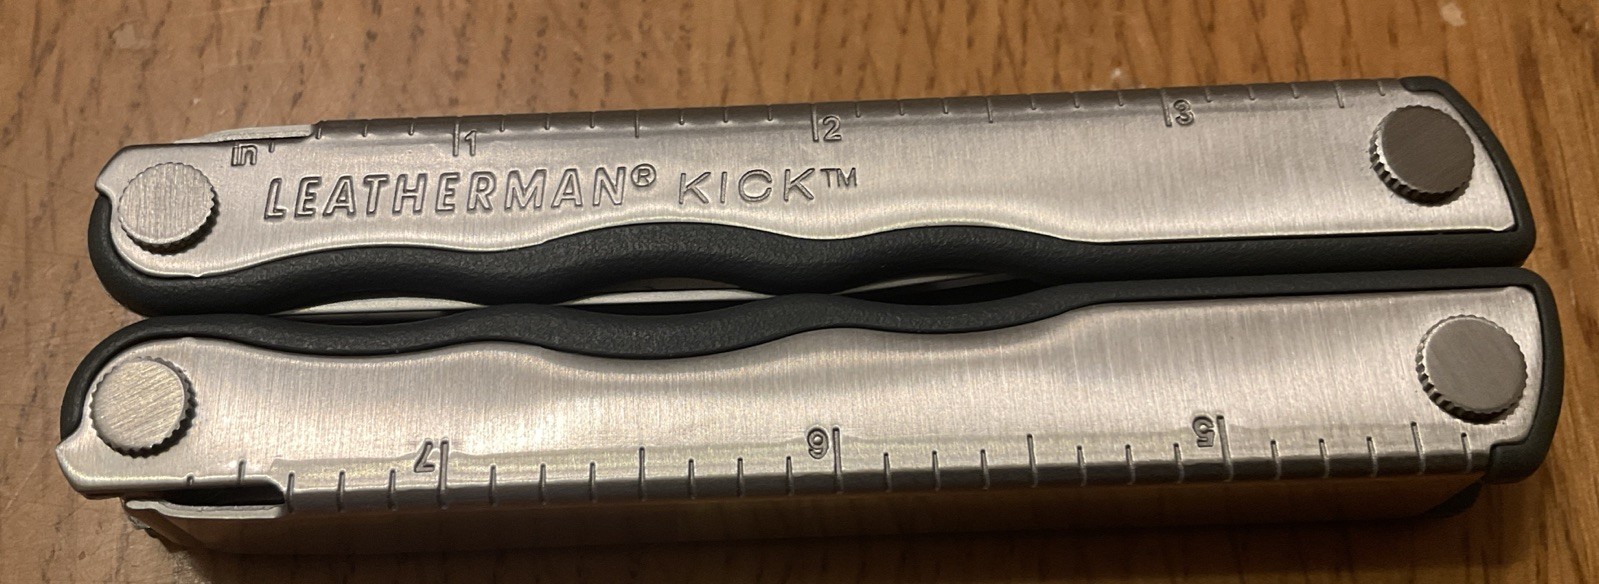 in 1 2 3
LEATHERMAN® KICK™
7 6 5